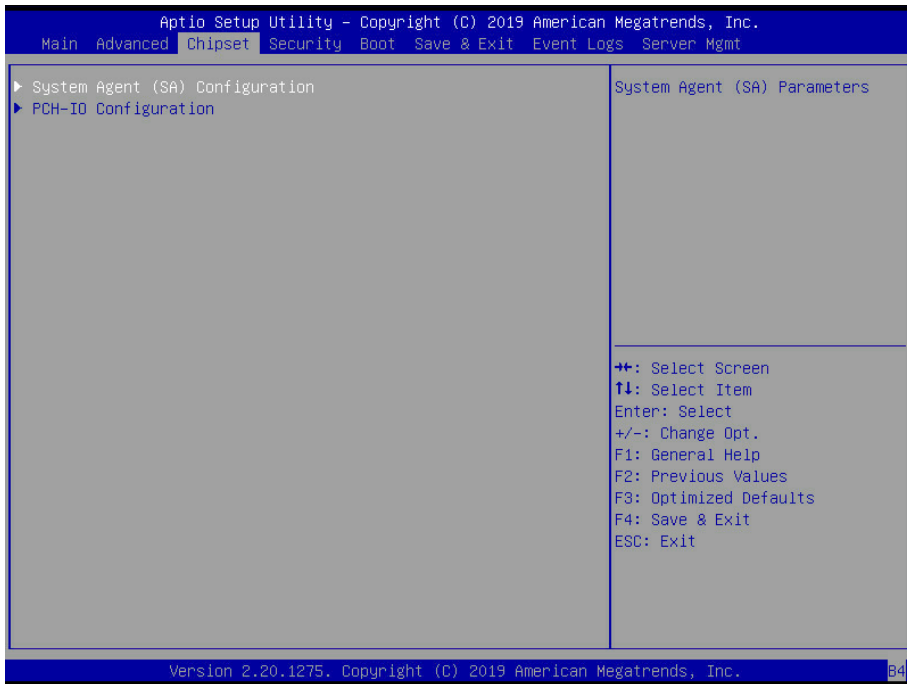 Aptio Setup Utility – Copyright (C) 2019 American Megatrends, Inc.
Main Advanced Chipset Security Boot Save & Exit Event Logs Server Mgmt
▶ System Agent (SA) Configuration
▶ PCH-IO Configuration
System Agent (SA) Parameters
→←: Select Screen
↑↓: Select Item
Enter: Select
+/-: Change Opt.
F1: General Help
F2: Previous Values
F3: Optimized Defaults
F4: Save & Exit
ESC: Exit
Version 2.20.1275. Copyright (C) 2019 American Megatrends, Inc.
B4